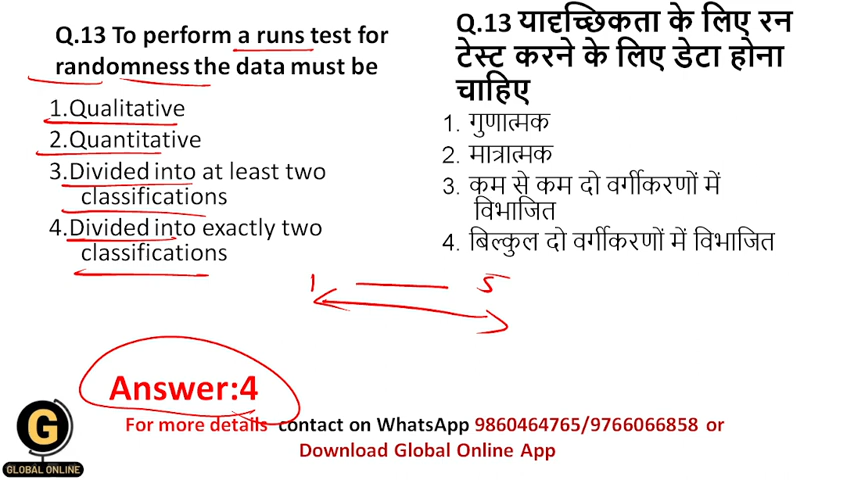 Q.13 To perform a runs test for
randomness the data must be
1.Qualitative
2.Quantitative
3.Divided into at least two
classifications
4.Divided into exactly two
classifications
Q.13 यादृच्छिकता के लिए रन
टेस्ट करने के लिए डेटा होना
चाहिए
1. गुणात्मक
2. मात्रात्मक
3. कम से कम दो वर्गीकरणों में
विभाजित
4. बिल्कुल दो वर्गीकरणों में विभाजित
1 5
Answer:4
For more details contact on WhatsApp 9860464765/9766066858 or
Download Global Online App
G
GLOBAL ONLINE